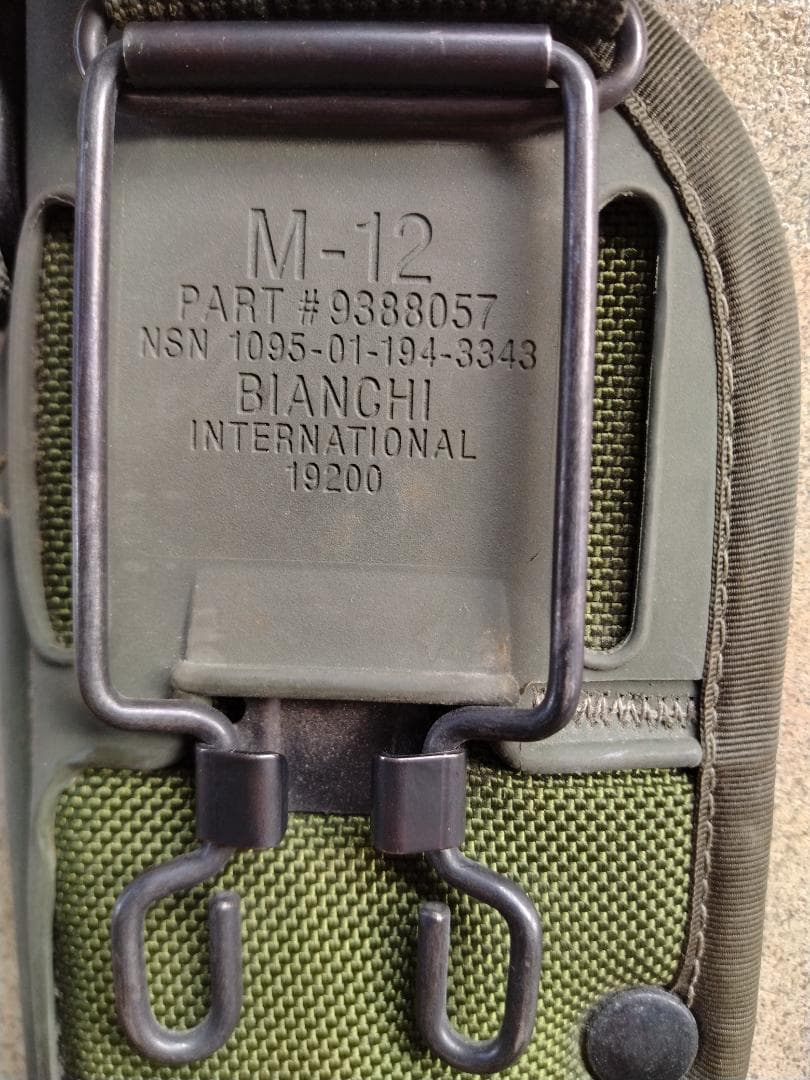 M-12
PART # 9388057
NSN 1095-01-194-3343
BIANCHI
INTERNATIONAL
19200